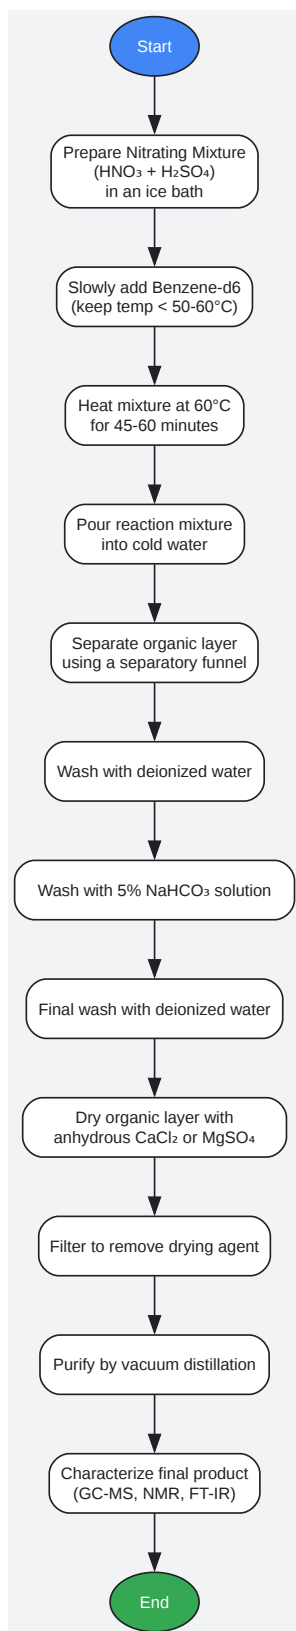 Start
Prepare Nitrating Mixture
(HNO₃ + H₂SO₄)
in an ice bath
Slowly add Benzene-d6
(keep temp < 50-60°C)
Heat mixture at 60°C
for 45-60 minutes
Pour reaction mixture
into cold water
Separate organic layer
using a separatory funnel
Wash with deionized water
Wash with 5% NaHCO₃ solution
Final wash with deionized water
Dry organic layer with
anhydrous CaCl₂ or MgSO₄
Filter to remove drying agent
Purify by vacuum distillation
Characterize final product
(GC-MS, NMR, FT-IR)
End